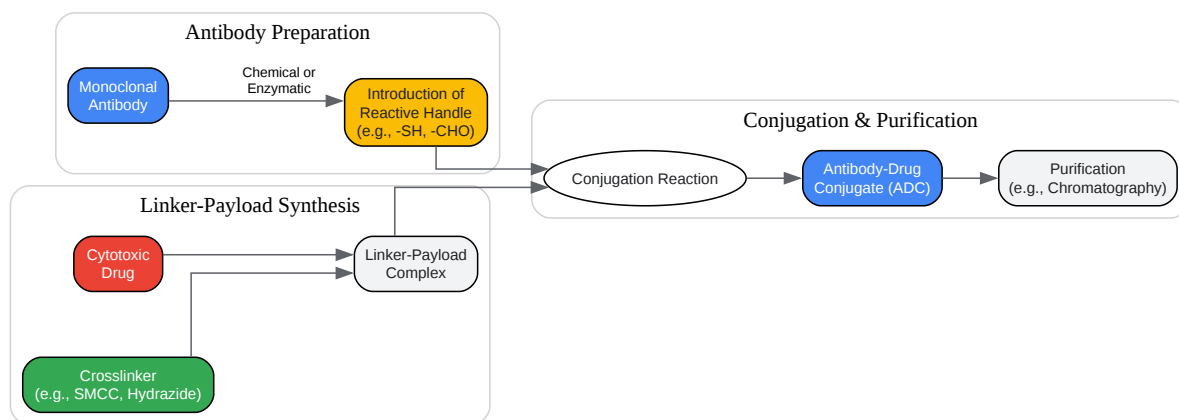 Antibody Preparation
Monoclonal
Antibody
Chemical or
Enzymatic
Introduction of
Reactive Handle
(e.g., -SH, -CHO)
Linker-Payload Synthesis
Cytotoxic
Drug
Linker-Payload
Complex
Crosslinker
(e.g., SMCC, Hydrazide)
Conjugation & Purification
Conjugation Reaction
Antibody-Drug
Conjugate (ADC)
Purification
(e.g., Chromatography)